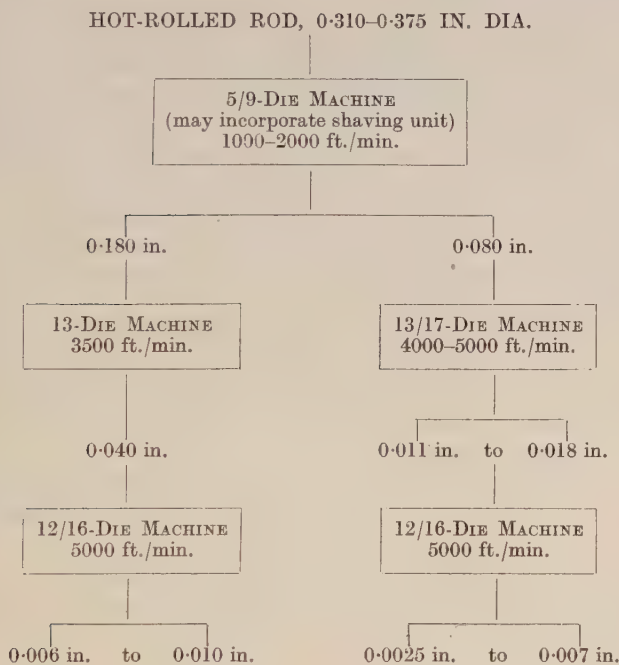 HOT-ROLLED ROD, 0·310–0·375 IN. DIA.
5/9-DIE MACHINE
(may incorporate shaving unit)
1000–2000 ft./min.
0·180 in.
0·080 in.
13-DIE MACHINE
3500 ft./min.
13/17-DIE MACHINE
4000–5000 ft./min.
0·040 in.
0·011 in. to 0·018 in.
12/16-DIE MACHINE
5000 ft./min.
12/16-DIE MACHINE
5000 ft./min.
0·006 in. to 0·010 in.
0·0025 in. to 0·007 in.